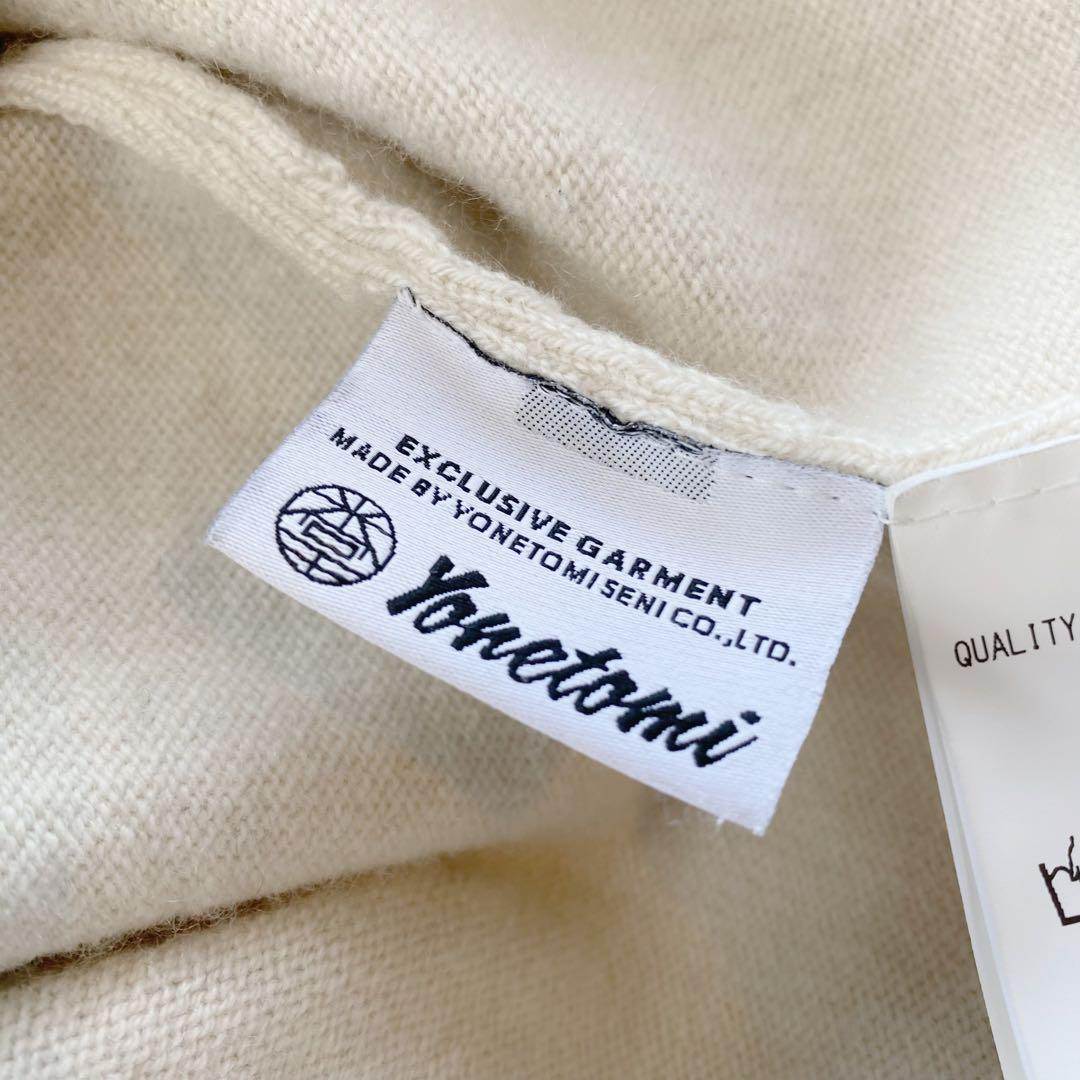 EXCLUSIVE GARMENT
MADE BY YONETOMI SENI CO.,LTD.
Yonetomi
QUALITY